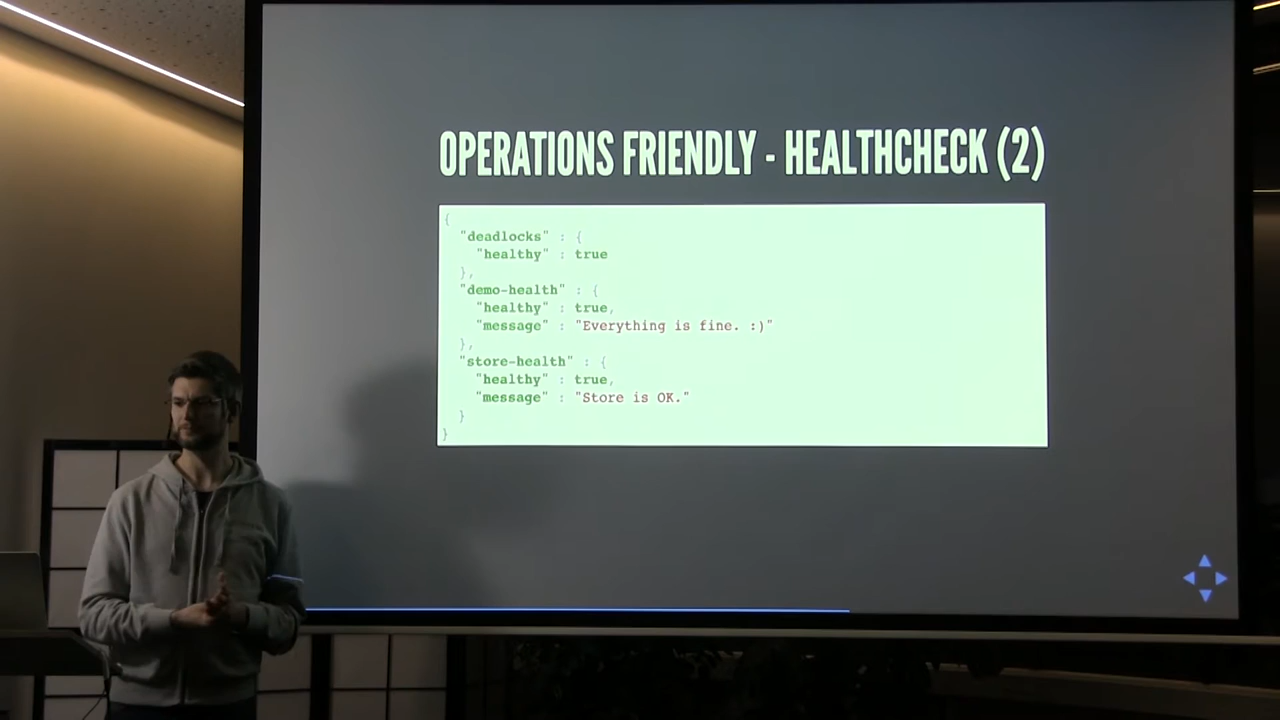 OPERATIONS FRIENDLY - HEALTHCHECK (2)
{
"deadlocks" : {
"healthy" : true
},
"demo-health" : {
"healthy" : true,
"message" : "Everything is fine. :)"
},
"store-health" : {
"healthy" : true,
"message" : "Store is OK."
}
}